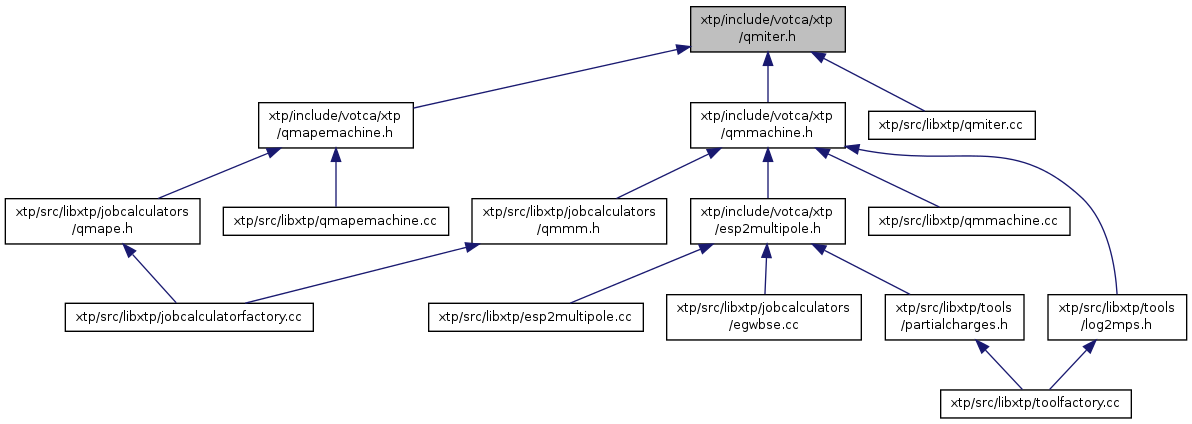 xtp/include/votca/xtp
/qmiter.h
xtp/include/votca/xtp
/qmapemachine.h
xtp/include/votca/xtp
/qmmachine.h
xtp/src/libxtp/qmiter.cc
xtp/src/libxtp/jobcalculators
/qmape.h
xtp/src/libxtp/qmapemachine.cc
xtp/src/libxtp/jobcalculators
/qmmm.h
xtp/include/votca/xtp
/esp2multipole.h
xtp/src/libxtp/qmmachine.cc
xtp/src/libxtp/jobcalculatorfactory.cc
xtp/src/libxtp/esp2multipole.cc
xtp/src/libxtp/jobcalculators
/egwbse.cc
xtp/src/libxtp/tools
/partialcharges.h
xtp/src/libxtp/tools
/log2mps.h
xtp/src/libxtp/toolfactory.cc